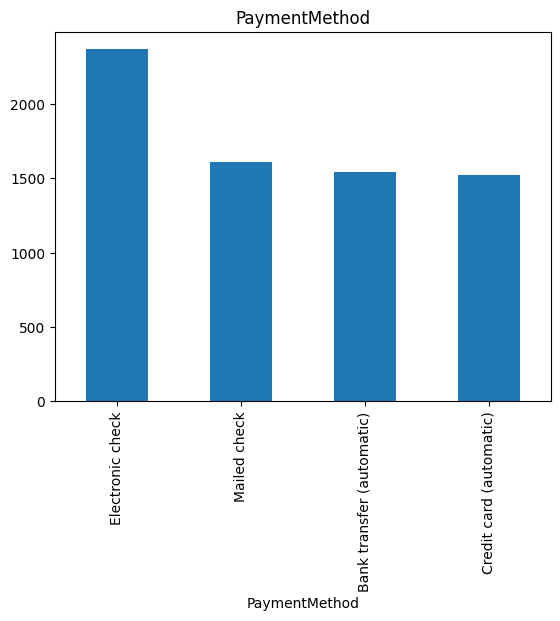 PaymentMethod
2000
1500
1000
500
0
Electronic check
Mailed check
Bank transfer (automatic)
Credit card (automatic)
PaymentMethod